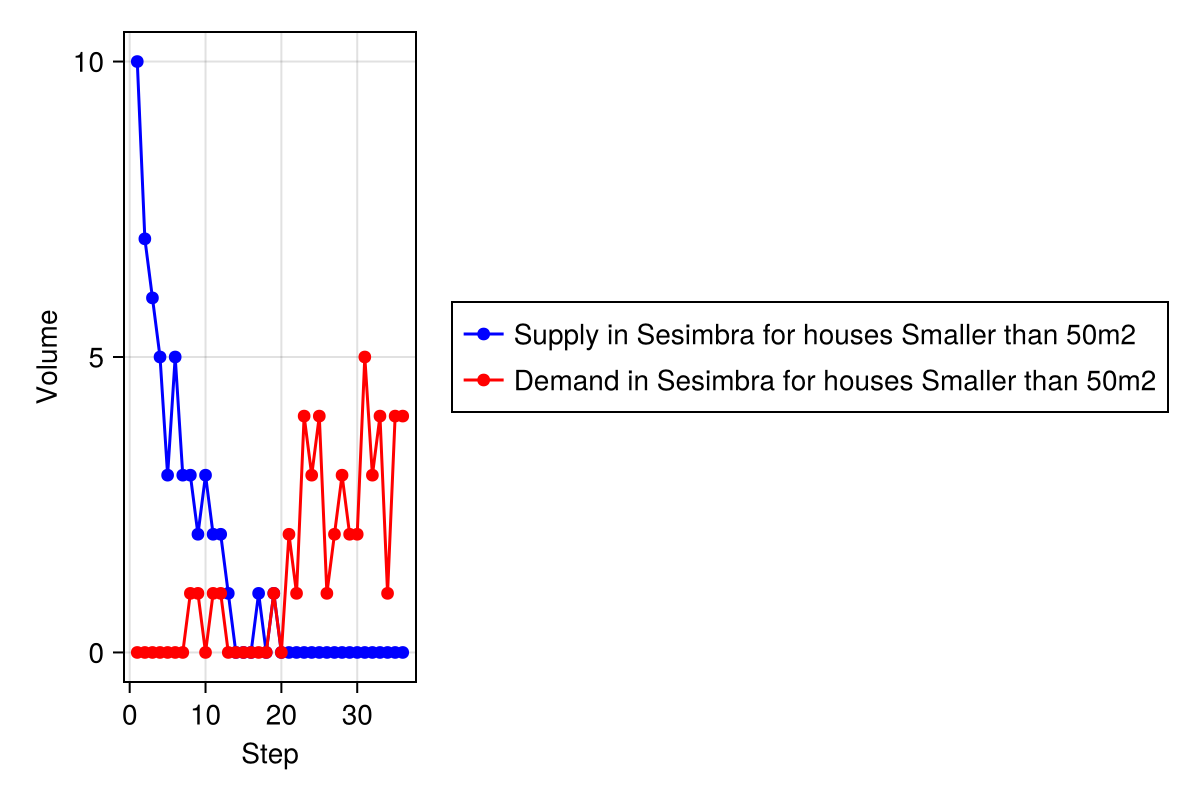 10
5
0
Volume
0 10 20 30
Step
Supply in Sesimbra for houses Smaller than 50m2
Demand in Sesimbra for houses Smaller than 50m2